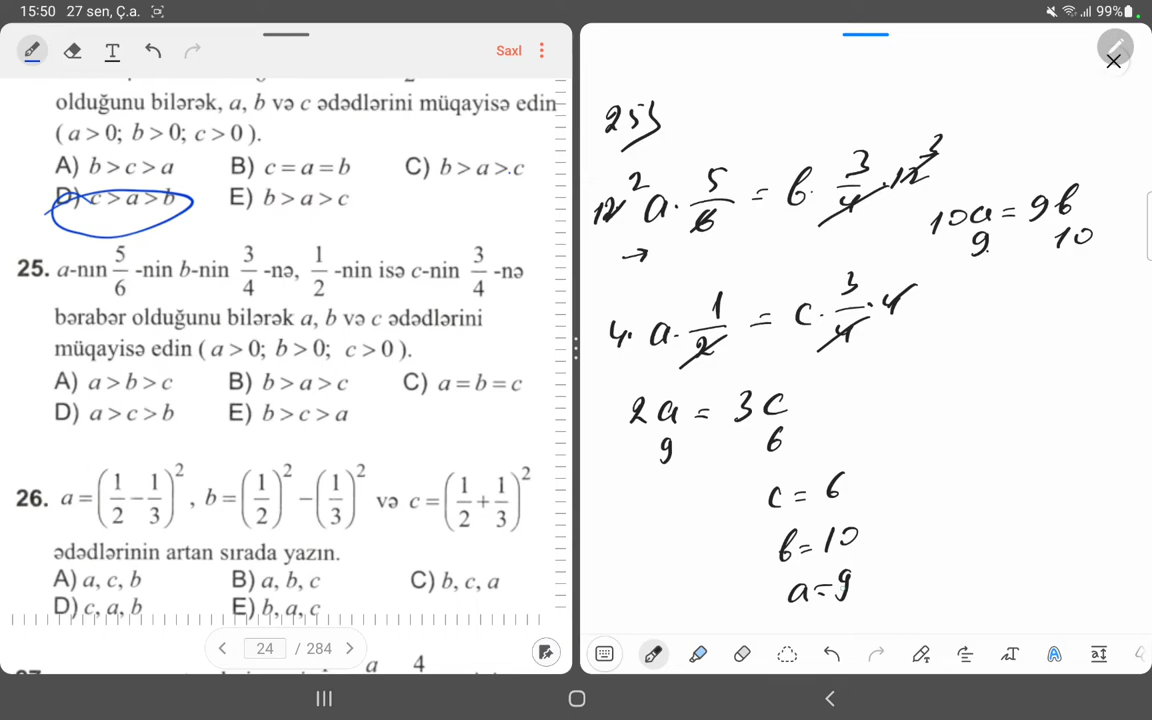 15:50 27 sen, Ç.a. 99%
Saxl
olduğunu bilərək, a, b və c ədədlərini müqayisə edin
(a > 0; b > 0; c > 0).
A) b > c > a B) c = a = b C) b > a > c
D) c > a > b E) b > a > c
25. a-nın 5/6 -nin b-nin 3/4 -nə, 1/2 -nin isə c-nin 3/4 -nə
bərabər olduğunu bilərək a, b və c ədədlərini
müqayisə edin (a > 0; b > 0; c > 0).
A) a > b > c B) b > a > c C) a = b = c
D) a > c > b E) b > c > a
26. a = (1/2 − 1/3)², b = (1/2)² − (1/3)² və c = (1/2 + 1/3)²
ədədlərinin artan sırada yazın.
A) a, c, b B) a, b, c C) b, c, a
D) c, a, b E) b, a, c
24 / 284
a 4
12 2 a · 5/6 = b · 3/4 · 12 3
10a = 9b
9 10
4 · a · 1/2 = c · 3/4 · 4
2a = 3c
9 6
c = 6
b = 10
a = 9